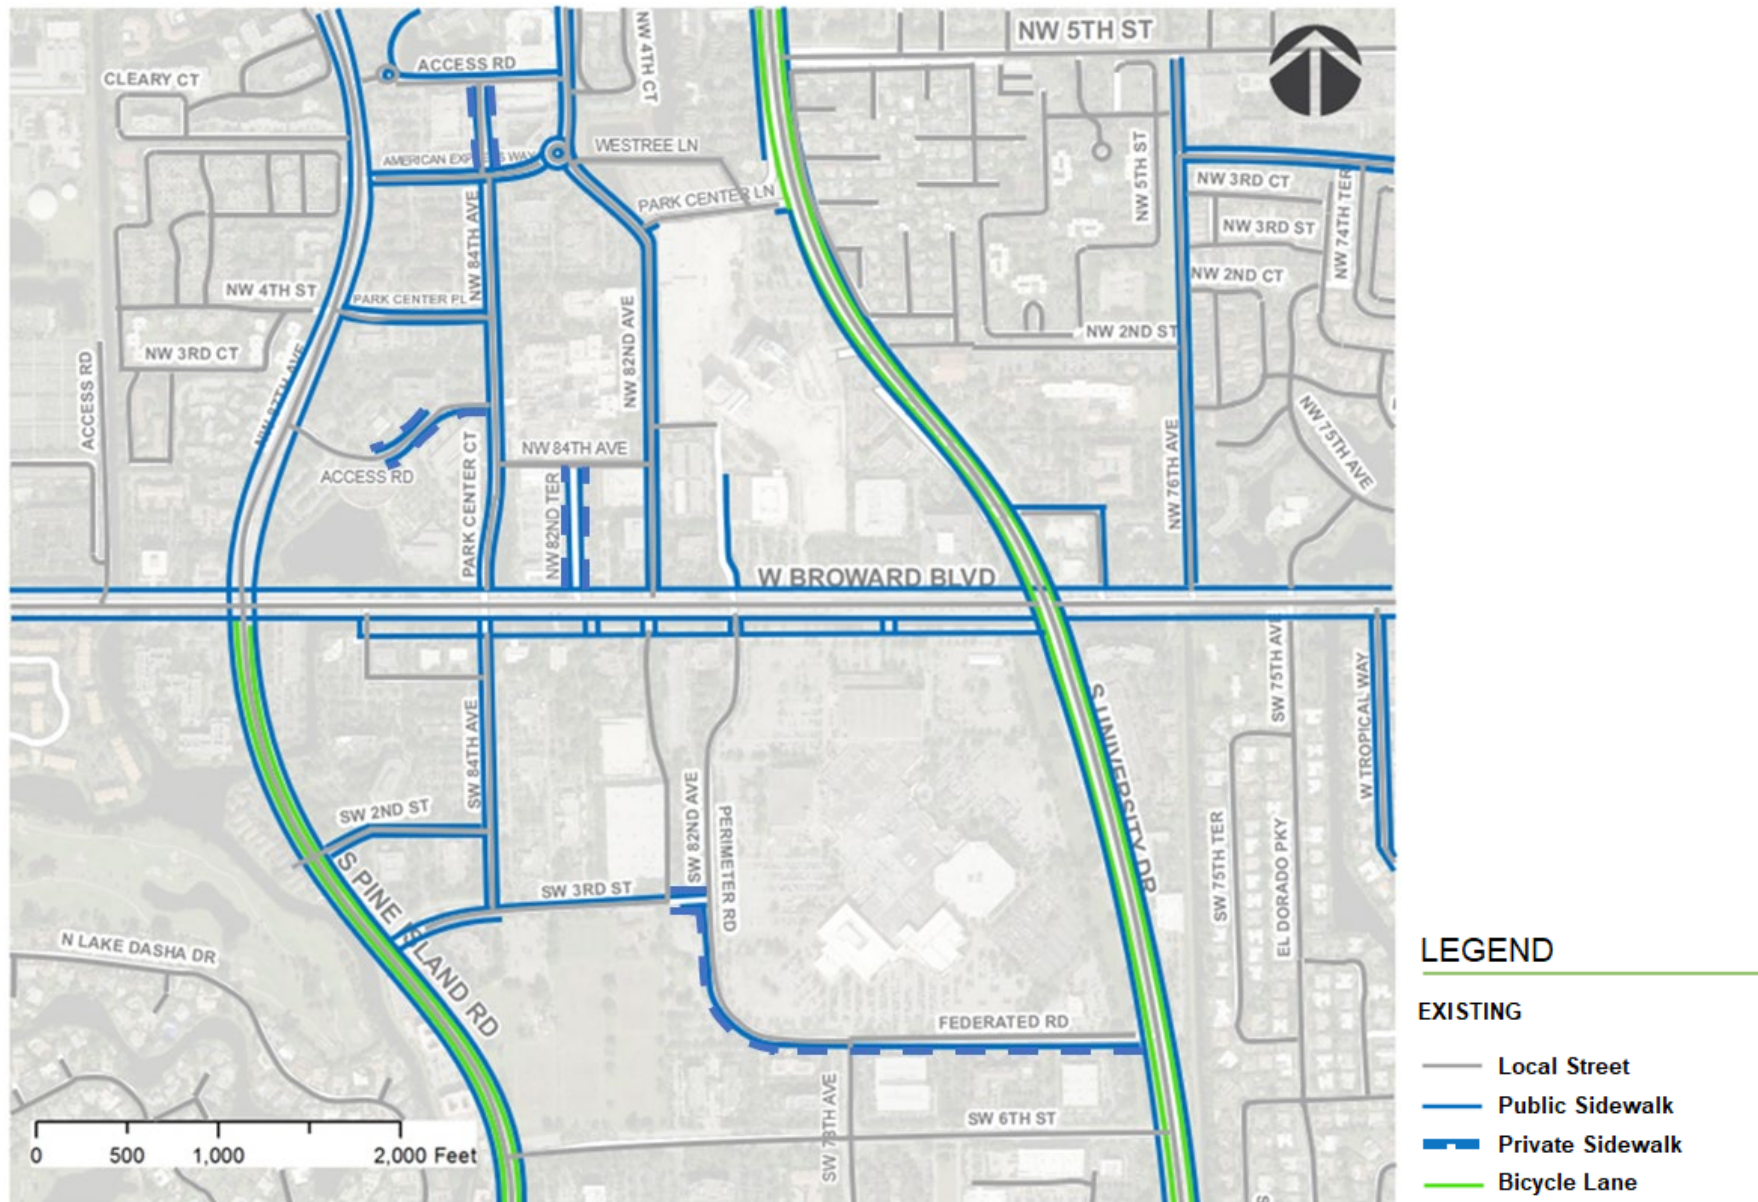 NW 5TH ST
NW 4TH CT
ACCESS RD
CLEARY CT
WESTREE LN
AMERICAN EXPRESS WAY
NW 5TH ST
NW 3RD CT
NW 74TH TER
PARK CENTER LN
NW 84TH AVE
NW 3RD ST
NW 2ND CT
NW 4TH ST
PARK CENTER PL
NW 82ND AVE
NW 2ND ST
NW 3RD CT
ACCESS RD
NW 87TH AVE
NW 75TH AVE
NW 84TH AVE
ACCESS RD
PARK CENTER CT
NW 82ND TER
NW 76TH AVE
W BROWARD BLVD
SW 75TH AVE
W TROPICAL WAY
S UNIVERSITY DR
SW 84TH AVE
SW 2ND ST
SW 82ND AVE
PERIMETER RD
SW 75TH TER
EL DORADO PKY
S PINE ISLAND RD
SW 3RD ST
N LAKE DASHA DR
FEDERATED RD
SW 78TH AVE
SW 6TH ST
0 500 1,000 2,000 Feet
LEGEND
EXISTING
Local Street
Public Sidewalk
Private Sidewalk
Bicycle Lane